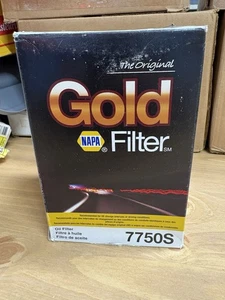 The Original
Gold
NAPA
Filter SM
Oil Filter
Filtre à huile
Filtro de aceite
7750S